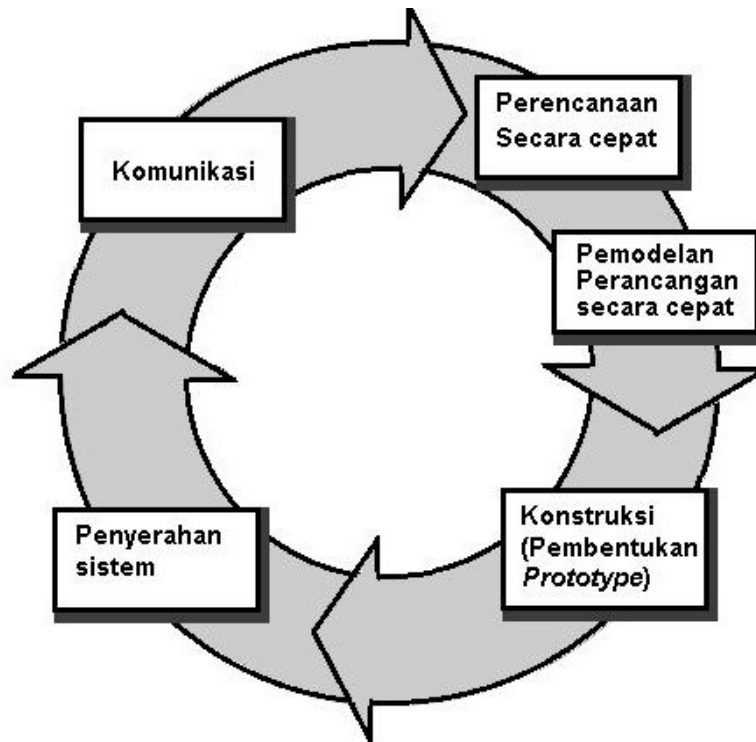 Komunikasi
Perencanaan
Secara cepat
Pemodelan
Perancangan
secara cepat
Konstruksi
(Pembentukan
Prototype)
Penyerahan
sistem